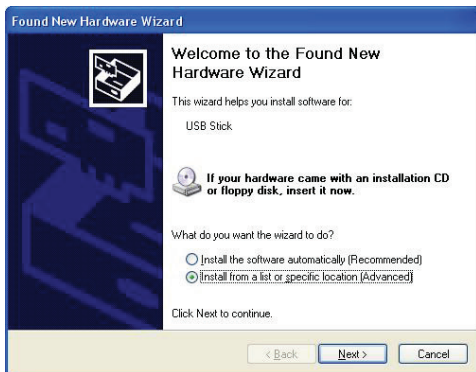 Found New Hardware Wizard
Welcome to the Found New
Hardware Wizard
This wizard helps you install software for:
USB Stick
If your hardware came with an installation CD
or floppy disk, insert it now.
What do you want the wizard to do?
Install the software automatically (Recommended)
Install from a list or specific location (Advanced)
Click Next to continue.
< Back Next > Cancel